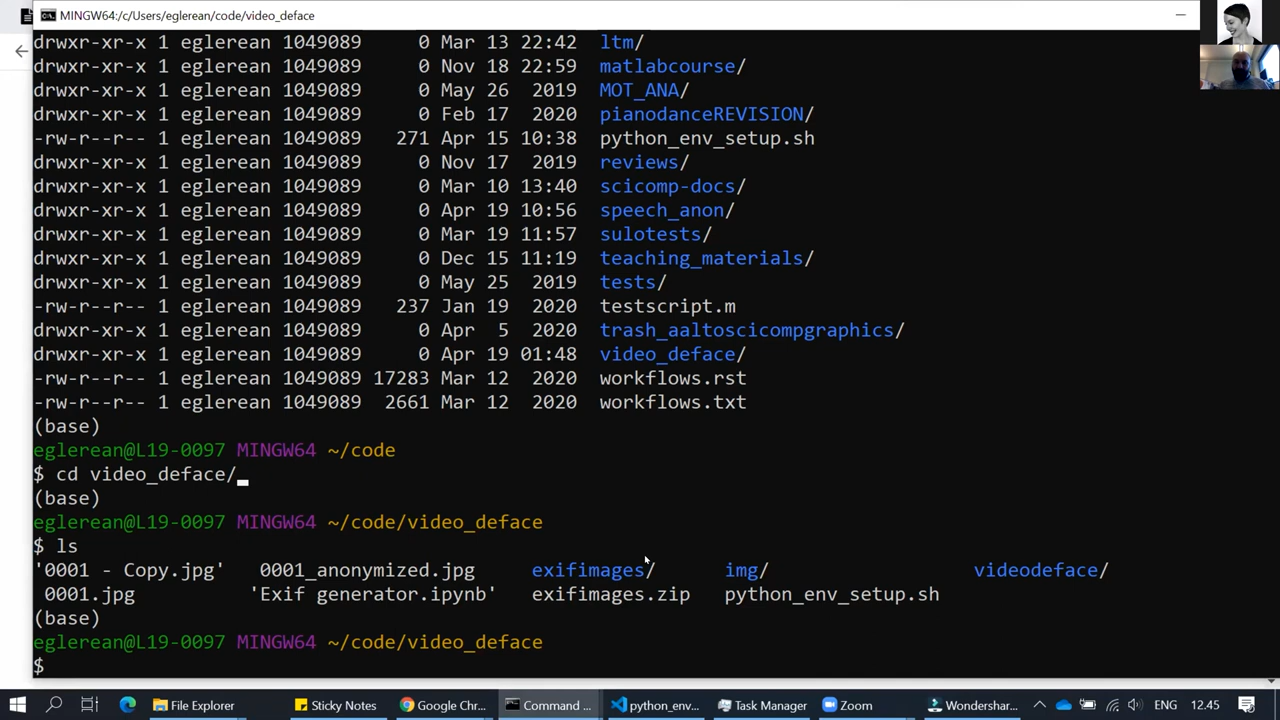 MINGW64:/c/Users/eglerean/code/video_deface
drwxr-xr-x 1 eglerean 1049089     0 Mar 13 22:42 ltm/
drwxr-xr-x 1 eglerean 1049089     0 Nov 18 22:59 matlabcourse/
drwxr-xr-x 1 eglerean 1049089     0 May 26  2019 MOT_ANA/
drwxr-xr-x 1 eglerean 1049089     0 Feb 17  2020 pianodanceREVISION/
-rw-r--r-- 1 eglerean 1049089   271 Apr 15 10:38 python_env_setup.sh
drwxr-xr-x 1 eglerean 1049089     0 Nov 17  2019 reviews/
drwxr-xr-x 1 eglerean 1049089     0 Mar 10 13:40 scicomp-docs/
drwxr-xr-x 1 eglerean 1049089     0 Apr 19 10:56 speech_anon/
drwxr-xr-x 1 eglerean 1049089     0 Mar 19 11:57 sulotests/
drwxr-xr-x 1 eglerean 1049089     0 Dec 15 11:19 teaching_materials/
drwxr-xr-x 1 eglerean 1049089     0 May 25  2019 tests/
-rw-r--r-- 1 eglerean 1049089   237 Jan 19  2020 testscript.m
drwxr-xr-x 1 eglerean 1049089     0 Apr  5  2020 trash_aaltoscicompgraphics/
drwxr-xr-x 1 eglerean 1049089     0 Apr 19 01:48 video_deface/
-rw-r--r-- 1 eglerean 1049089 17283 Mar 12  2020 workflows.rst
-rw-r--r-- 1 eglerean 1049089  2661 Mar 12  2020 workflows.txt
(base)
eglerean@L19-0097 MINGW64 ~/code
$ cd video_deface/
(base)
eglerean@L19-0097 MINGW64 ~/code/video_deface
$ ls
'0001 - Copy.jpg'   0001_anonymized.jpg   exifimages/   img/   videodeface/
0001.jpg   'Exif generator.ipynb'   exifimages.zip   python_env_setup.sh
(base)
eglerean@L19-0097 MINGW64 ~/code/video_deface
$
File Explorer   Sticky Notes   Google Chr...   Command ...   python_env...   Task Manager   Zoom   Wondershar...   ENG   12.45